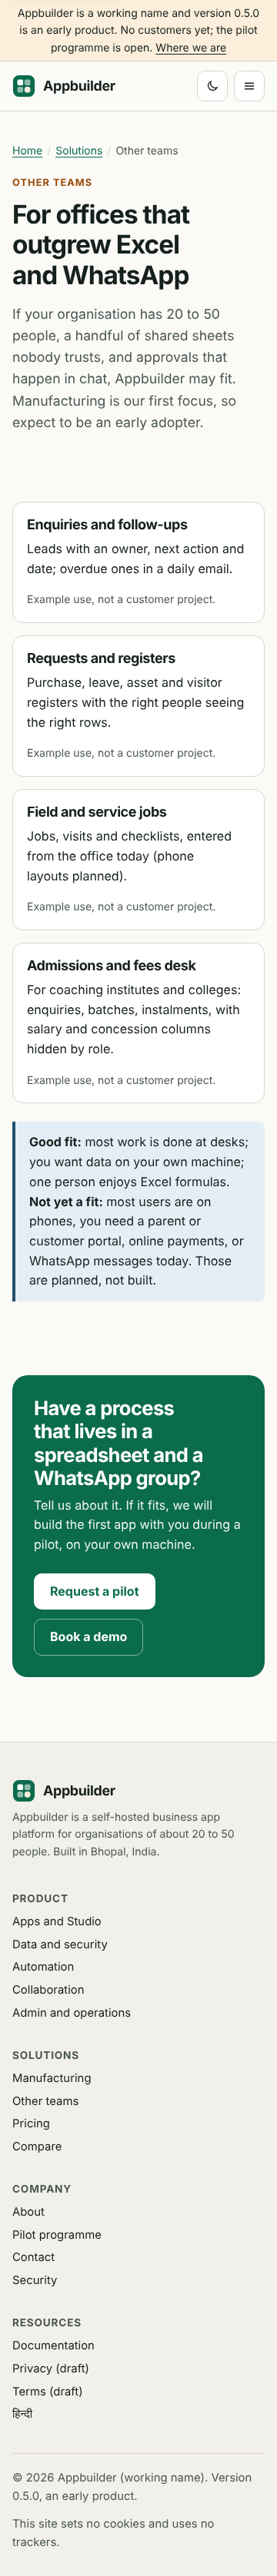 Appbuilder is a working name and version 0.5.0
is an early product. No customers yet; the pilot
programme is open. Where we are
Appbuilder
Home / Solutions / Other teams
OTHER TEAMS
For offices that
outgrew Excel
and WhatsApp
If your organisation has 20 to 50
people, a handful of shared sheets
nobody trusts, and approvals that
happen in chat, Appbuilder may fit.
Manufacturing is our first focus, so
expect to be an early adopter.
Enquiries and follow-ups
Leads with an owner, next action and
date; overdue ones in a daily email.
Example use, not a customer project.
Requests and registers
Purchase, leave, asset and visitor
registers with the right people seeing
the right rows.
Example use, not a customer project.
Field and service jobs
Jobs, visits and checklists, entered
from the office today (phone
layouts planned).
Example use, not a customer project.
Admissions and fees desk
For coaching institutes and colleges:
enquiries, batches, instalments, with
salary and concession columns
hidden by role.
Example use, not a customer project.
Good fit: most work is done at desks;
you want data on your own machine;
one person enjoys Excel formulas.
Not yet a fit: most users are on
phones, you need a parent or
customer portal, online payments, or
WhatsApp messages today. Those
are planned, not built.
Have a process
that lives in a
spreadsheet and a
WhatsApp group?
Tell us about it. If it fits, we will
build the first app with you during a
pilot, on your own machine.
Request a pilot
Book a demo
Appbuilder
Appbuilder is a self-hosted business app
platform for organisations of about 20 to 50
people. Built in Bhopal, India.
PRODUCT
Apps and Studio
Data and security
Automation
Collaboration
Admin and operations
SOLUTIONS
Manufacturing
Other teams
Pricing
Compare
COMPANY
About
Pilot programme
Contact
Security
RESOURCES
Documentation
Privacy (draft)
Terms (draft)
हिन्दी
© 2026 Appbuilder (working name). Version
0.5.0, an early product.
This site sets no cookies and uses no
trackers.